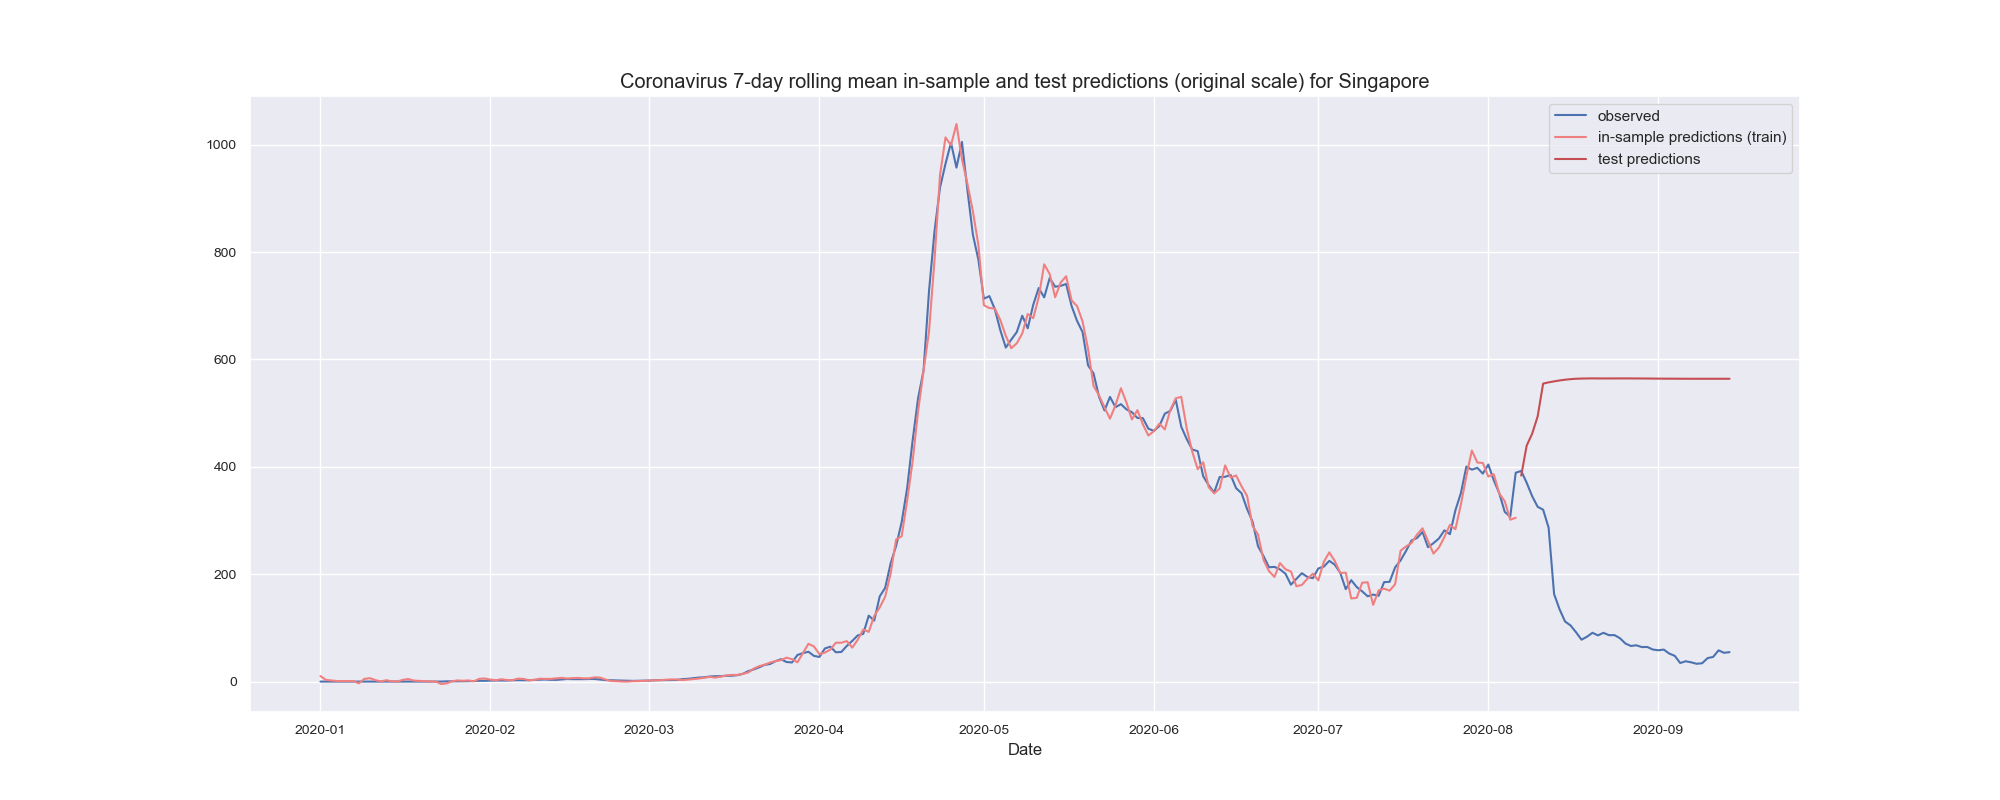 Coronavirus 7-day rolling mean in-sample and test predictions (original scale) for Singapore
observed
in-sample predictions (train)
test predictions
1000
800
600
400
200
0
2020-01 2020-02 2020-03 2020-04 2020-05 2020-06 2020-07 2020-08 2020-09
Date